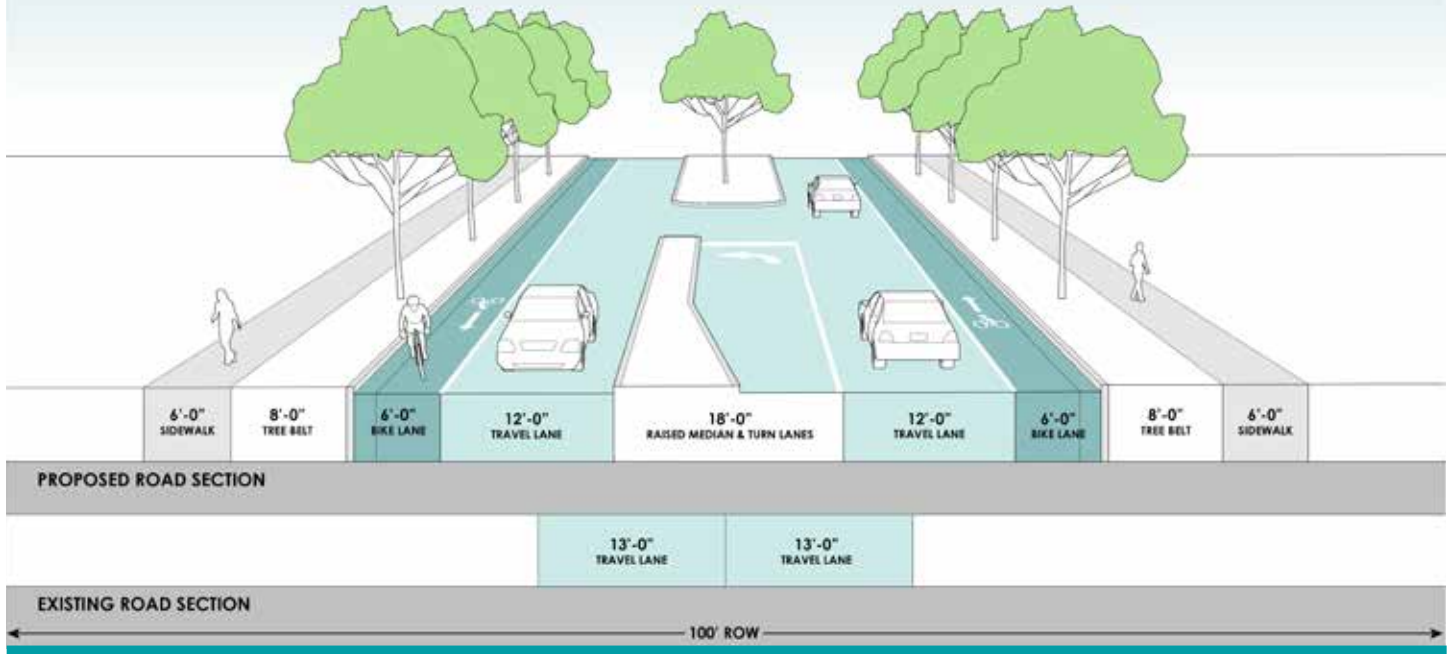 6'-0"
SIDEWALK
8'-0"
TREE BELT
6'-0"
BIKE LANE
12'-0"
TRAVEL LANE
18'-0"
RAISED MEDIAN & TURN LANES
12'-0"
TRAVEL LANE
6'-0"
BIKE LANE
8'-0"
TREE BELT
6'-0"
SIDEWALK
PROPOSED ROAD SECTION
13'-0"
TRAVEL LANE
13'-0"
TRAVEL LANE
EXISTING ROAD SECTION
100' ROW